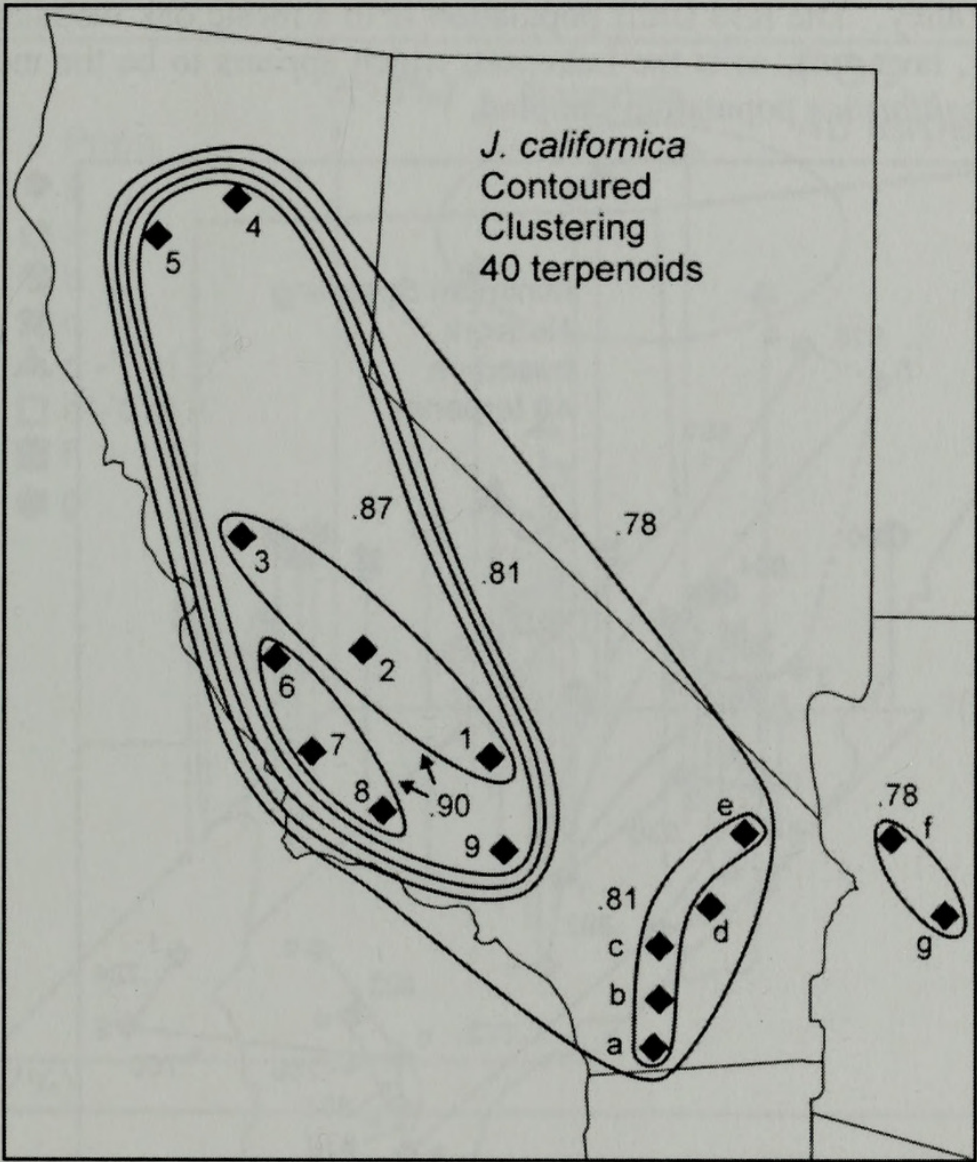 J. californica
Contoured
Clustering
40 terpenoids
4
5
.87
.78
3
.81
2
6
1
7
8
.90
9
e
.78
f
.81
d
c
g
b
a